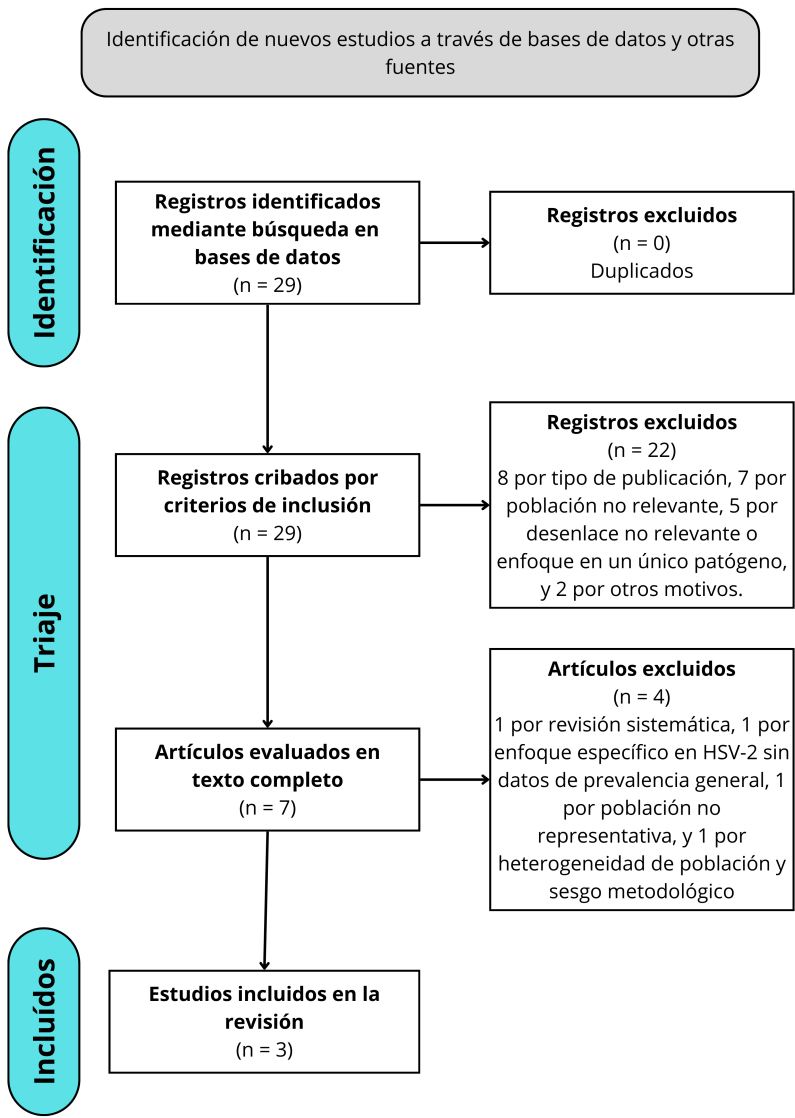 Identificación de nuevos estudios a través de bases de datos y otras
fuentes
Identificación
Registros identificados
mediante búsqueda en
bases de datos
(n = 29)
Registros excluidos
(n = 0)
Duplicados
Triaje
Registros cribados por
criterios de inclusión
(n = 29)
Registros excluidos
(n = 22)
8 por tipo de publicación, 7 por
población no relevante, 5 por
desenlace no relevante o
enfoque en un único patógeno,
y 2 por otros motivos.
Artículos evaluados en
texto completo
(n = 7)
Artículos excluidos
(n = 4)
1 por revisión sistemática, 1 por
enfoque específico en HSV-2 sin
datos de prevalencia general, 1
por población no
representativa, y 1 por
heterogeneidad de población y
sesgo metodológico
Incluídos
Estudios incluidos en la
revisión
(n = 3)